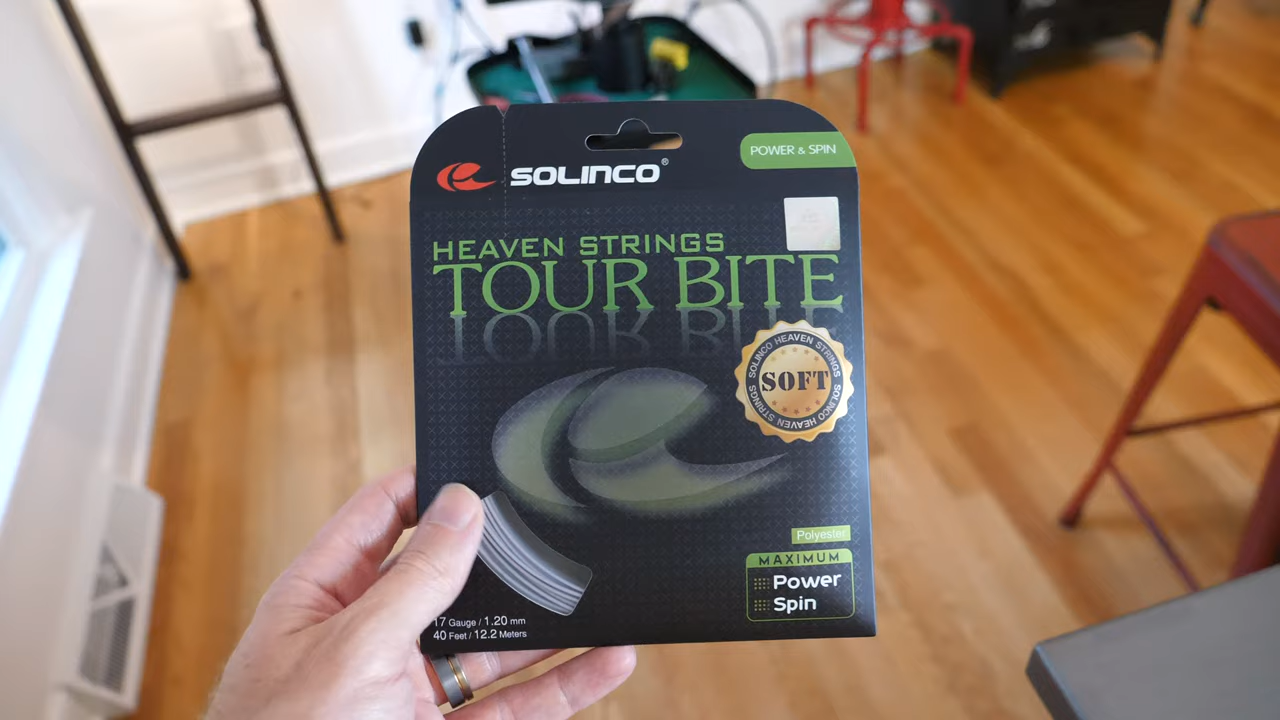 SOLINCO®
POWER & SPIN
HEAVEN STRINGS
TOUR BITE
SOLINCO HEAVEN STRINGS
SOFT
SOLINCO HEAVEN STRINGS
Polyester
MAXIMUM
Power
Spin
17 Gauge / 1.20 mm
40 Feet / 12.2 Meters